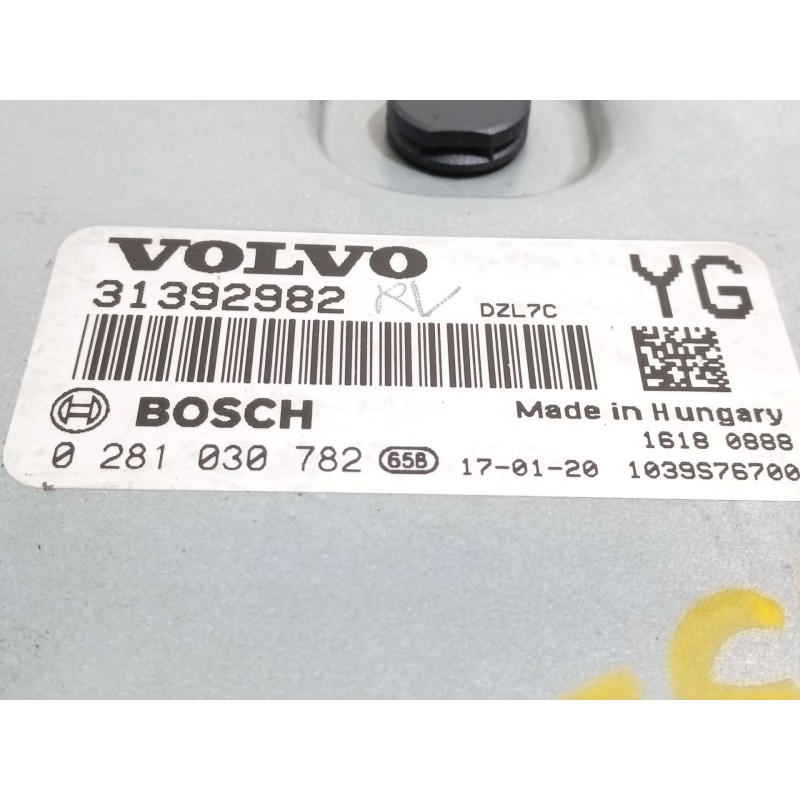 VOLVO YG
31392982 RV DZL7C
BOSCH Made in Hungary
1618 0888
0 281 030 782 65B 17-01-20 1039S76700